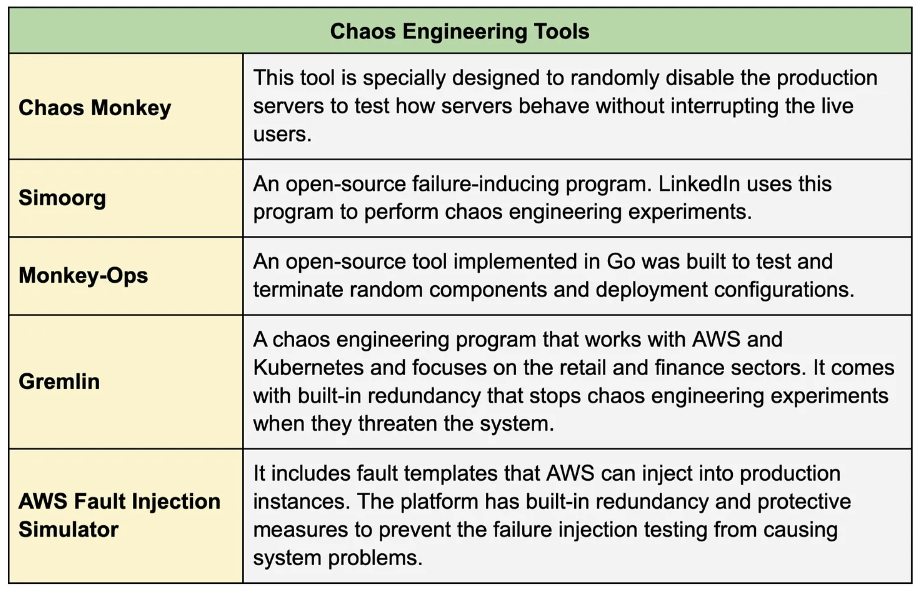 Chaos Engineering Tools
Chaos Monkey
This tool is specially designed to randomly disable the production
servers to test how servers behave without interrupting the live
users.
Simoorg
An open-source failure-inducing program. LinkedIn uses this
program to perform chaos engineering experiments.
Monkey-Ops
An open-source tool implemented in Go was built to test and
terminate random components and deployment configurations.
Gremlin
A chaos engineering program that works with AWS and
Kubernetes and focuses on the retail and finance sectors. It comes
with built-in redundancy that stops chaos engineering experiments
when they threaten the system.
AWS Fault Injection
Simulator
It includes fault templates that AWS can inject into production
instances. The platform has built-in redundancy and protective
measures to prevent the failure injection testing from causing
system problems.